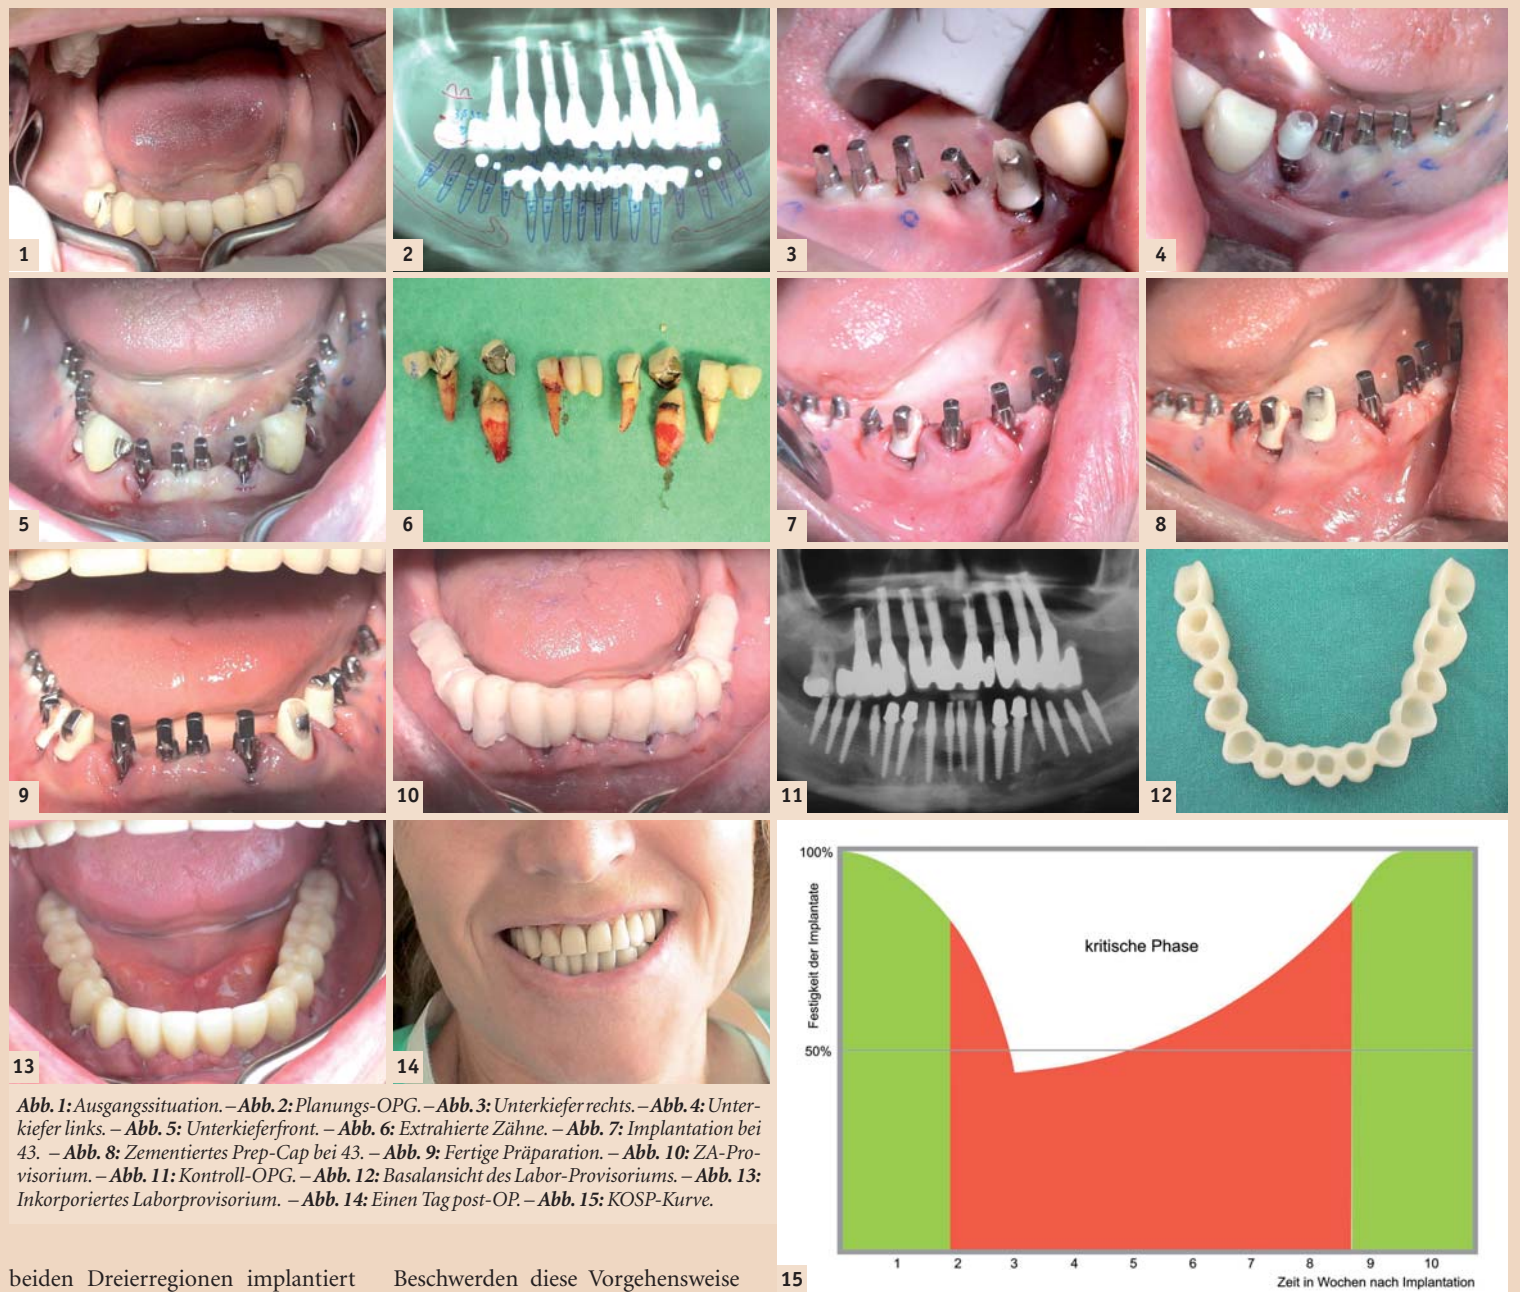 1
2
3
4
5
6
7
8
9
10
11
12
13
14
100%
50%
Festigkeit der Implantate
kritische Phase
1 2 3 4 5 6 7 8 9 10
Zeit in Wochen nach Implantation
15
Abb. 1: Ausgangssituation. – Abb. 2: Planungs-OPG. – Abb. 3: Unterkiefer rechts. – Abb. 4: Unter-
kiefer links. – Abb. 5: Unterkieferfront. – Abb. 6: Extrahierte Zähne. – Abb. 7: Implantation bei
43. – Abb. 8: Zementiertes Prep-Cap bei 43. – Abb. 9: Fertige Präparation. – Abb. 10: ZA-Pro-
visorium. – Abb. 11: Kontroll-OPG. – Abb. 12: Basalansicht des Labor-Provisoriums. – Abb. 13:
Inkorporiertes Laborprovisorium. – Abb. 14: Einen Tag post-OP. – Abb. 15: KOSP-Kurve.
beiden Dreierregionen implantiert
Beschwerden diese Vorgehensweise